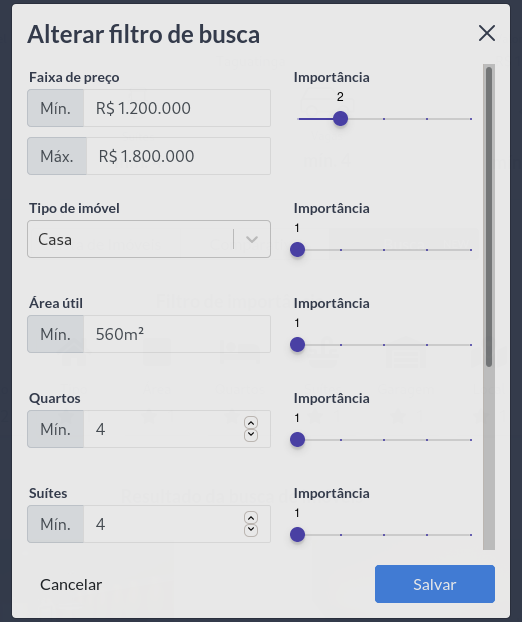 Alterar filtro de busca
Faixa de preço
Importância
Mín. R$ 1.200.000
2
Máx. R$ 1.800.000
Tipo de imóvel
Importância
Casa
1
Área útil
Importância
Mín. 560m²
1
Quartos
Importância
Mín. 4
1
Suítes
Importância
Mín. 4
1
Cancelar
Salvar